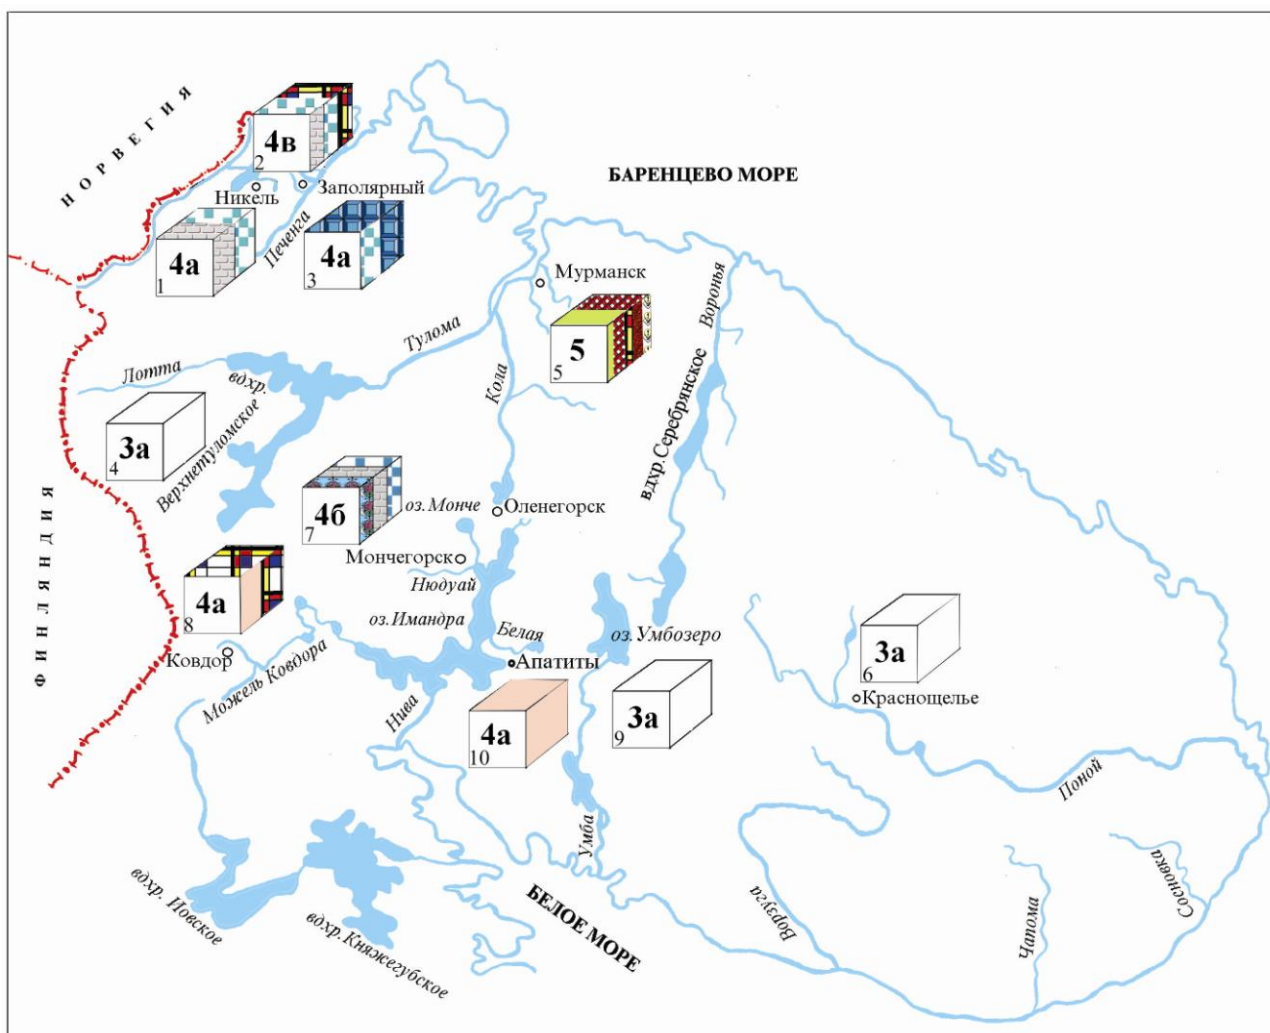 НОРВЕГИЯ
4в
2
Никель
Заполярный
БАРЕНЦЕВО МОРЕ
Печенга
4а
1
4а
3
Мурманск
Воронья
Тулома
5
5
Лотта
вдхр.
Верхнетуломское
Кола
вдхр.Серебрянское
3а
4
ФИНЛЯНДИЯ
4б
7
оз.Монче
Оленегорск
Мончегорск
Нюдуай
4а
8
оз.Имандра
Белая
оз.Умбозеро
Ковдор
Можель Ковдора
Апатиты
3а
6
Краснощелье
Нива
4а
10
3а
9
Поной
Умба
вдхр. Иовское
вдхр.Княжегубское
БЕЛОЕ МОРЕ
Ворзуга
Чапома
Сосновка